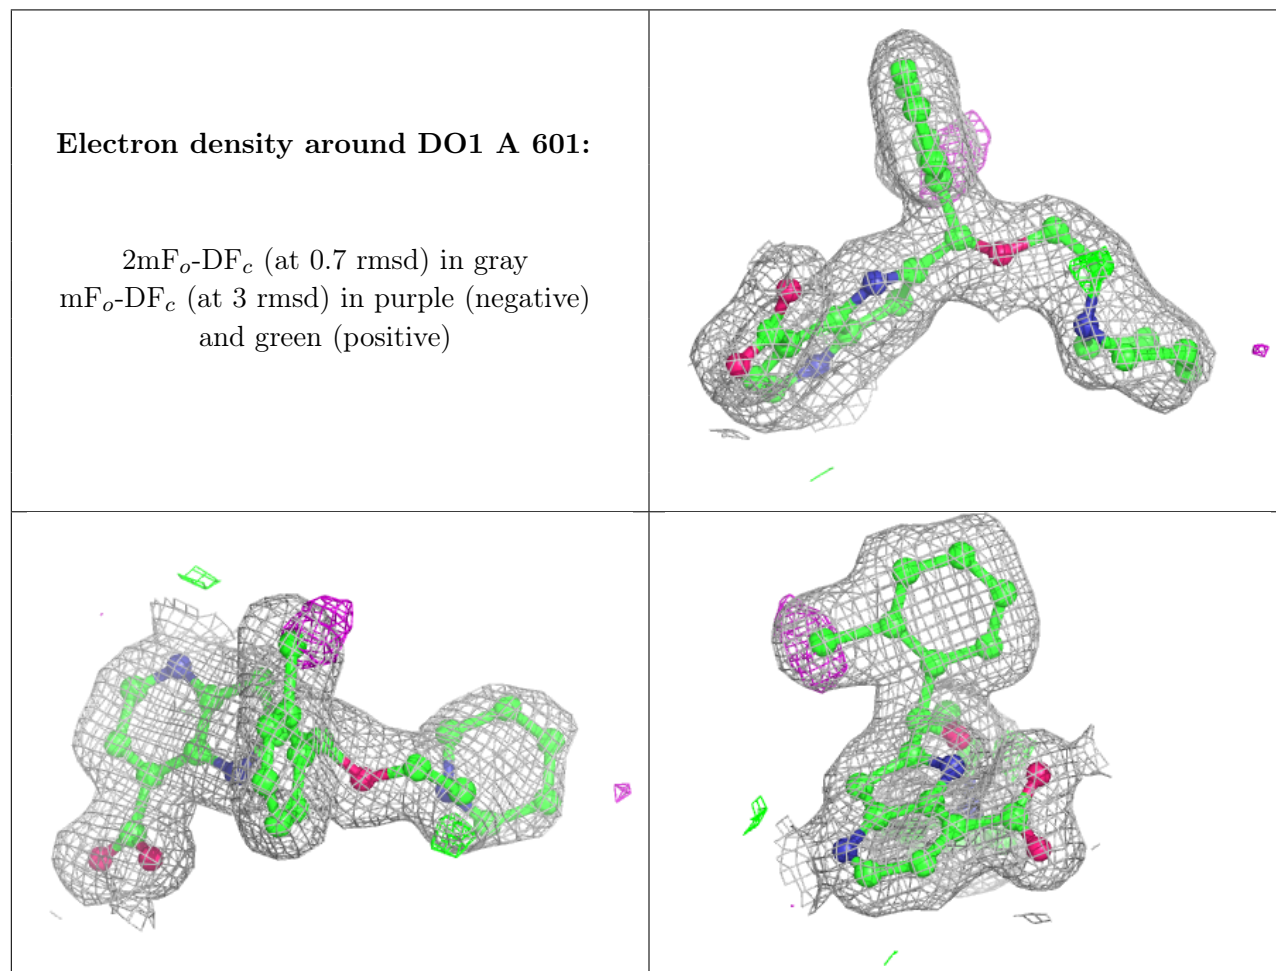 Electron density around DO1 A 601:
2mFo-DFc (at 0.7 rmsd) in gray
mFo-DFc (at 3 rmsd) in purple (negative)
and green (positive)